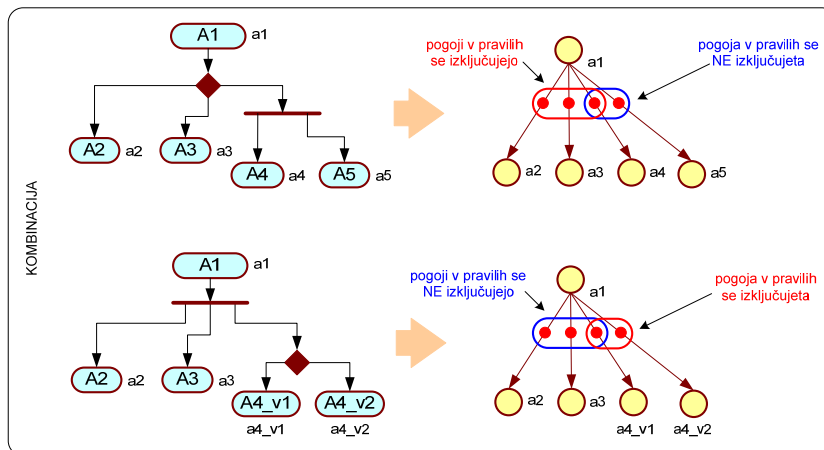 KOMBINACIJA
A1
a1
A2
a2
A3
a3
A4
a4
A5
a5
pogoji v pravilih
se izključujejo
a1
pogoja v pravilih se
NE izključujeta
a2
a3
a4
a5
A1
a1
A2
a2
A3
a3
A4_v1
A4_v2
a4_v1
a4_v2
pogoji v pravilih se
NE izključujejo
a1
pogoja v pravilih
se izključujeta
a2
a3
a4_v1
a4_v2